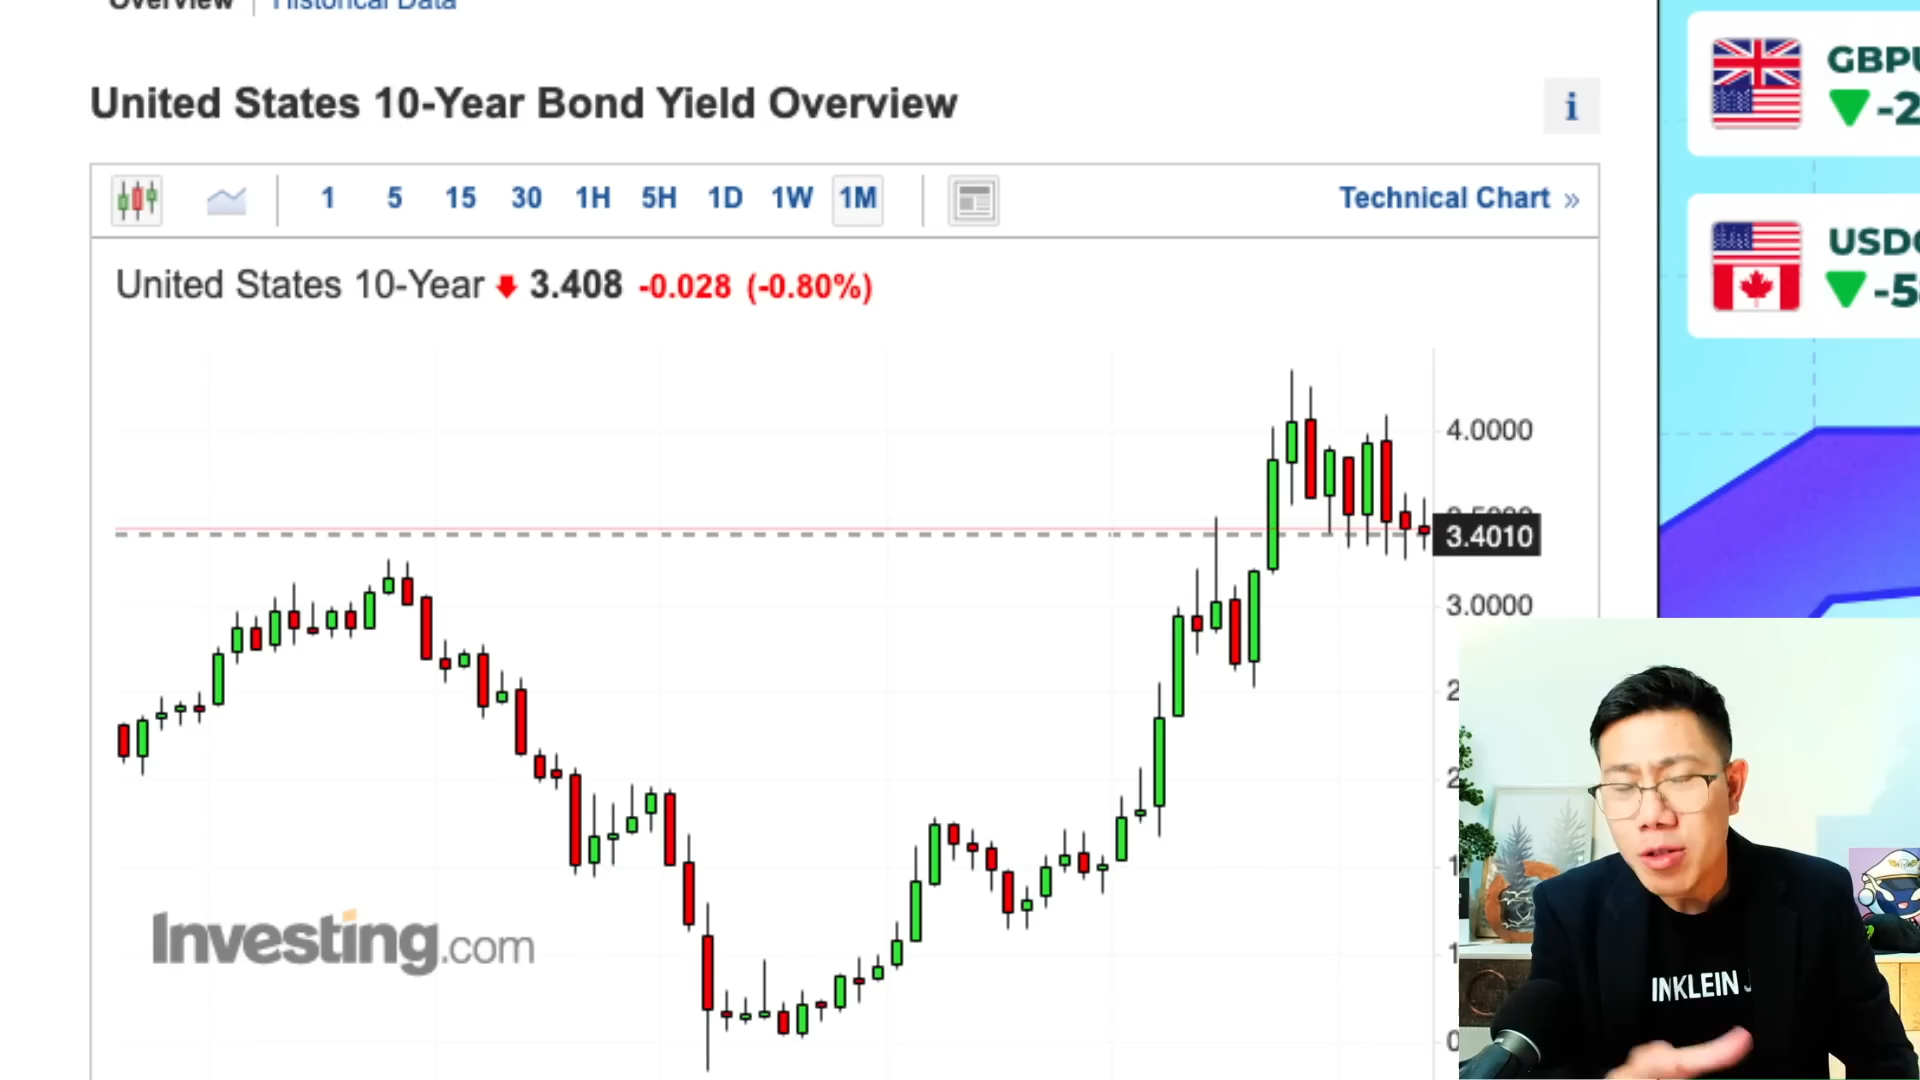 Overview | Historical Data
United States 10-Year Bond Yield Overview
i
1 5 15 30 1H 5H 1D 1W 1M
Technical Chart »
United States 10-Year 3.408 -0.028 (-0.80%)
4.0000
3.4010
3.0000
Investing.com
GBPU
-2
USDC
-5
INKLEIN J